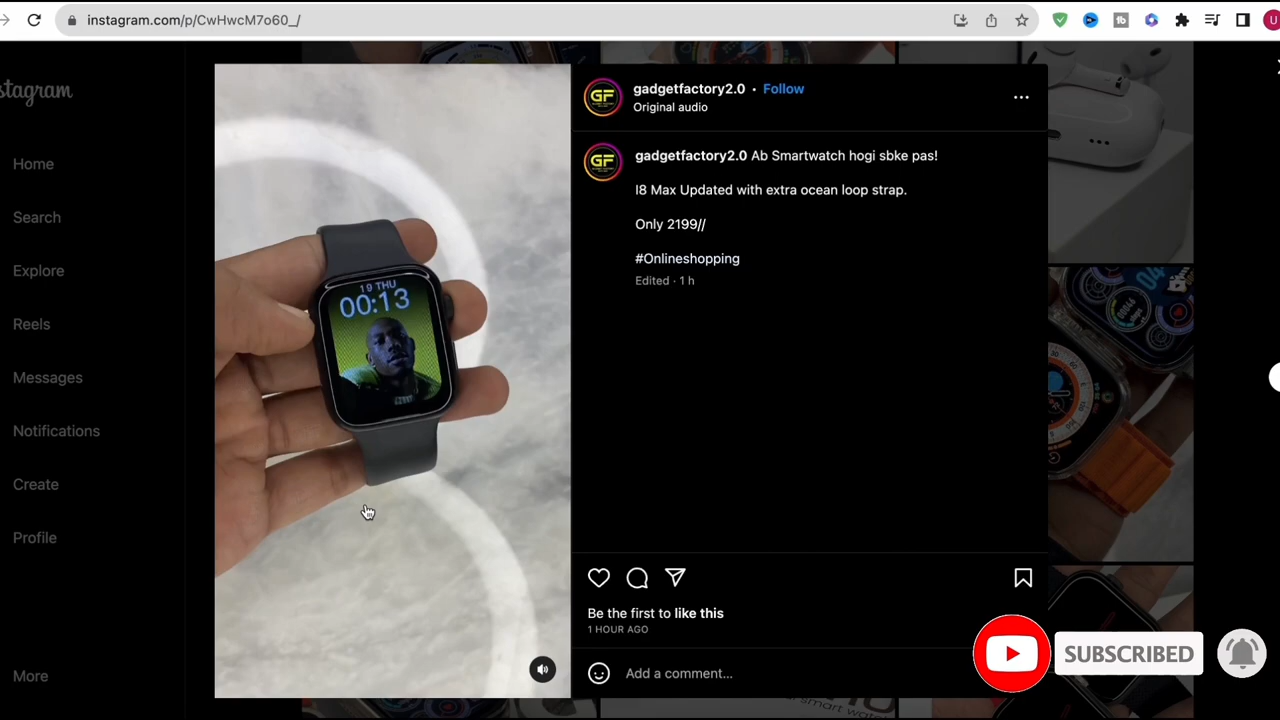 instagram.com/p/CwHwcM7o60_/
U
stagram
Home
Search
Explore
Reels
Messages
Notifications
Create
Profile
More
19 THU
00:13
GF
gadgetfactory2.0 • Follow
Original audio
GF
gadgetfactory2.0 Ab Smartwatch hogi sbke pas!
I8 Max Updated with extra ocean loop strap.
Only 2199//
#Onlineshopping
Edited · 1 h
Be the first to like this
1 HOUR AGO
Add a comment...
SUBSCRIBED